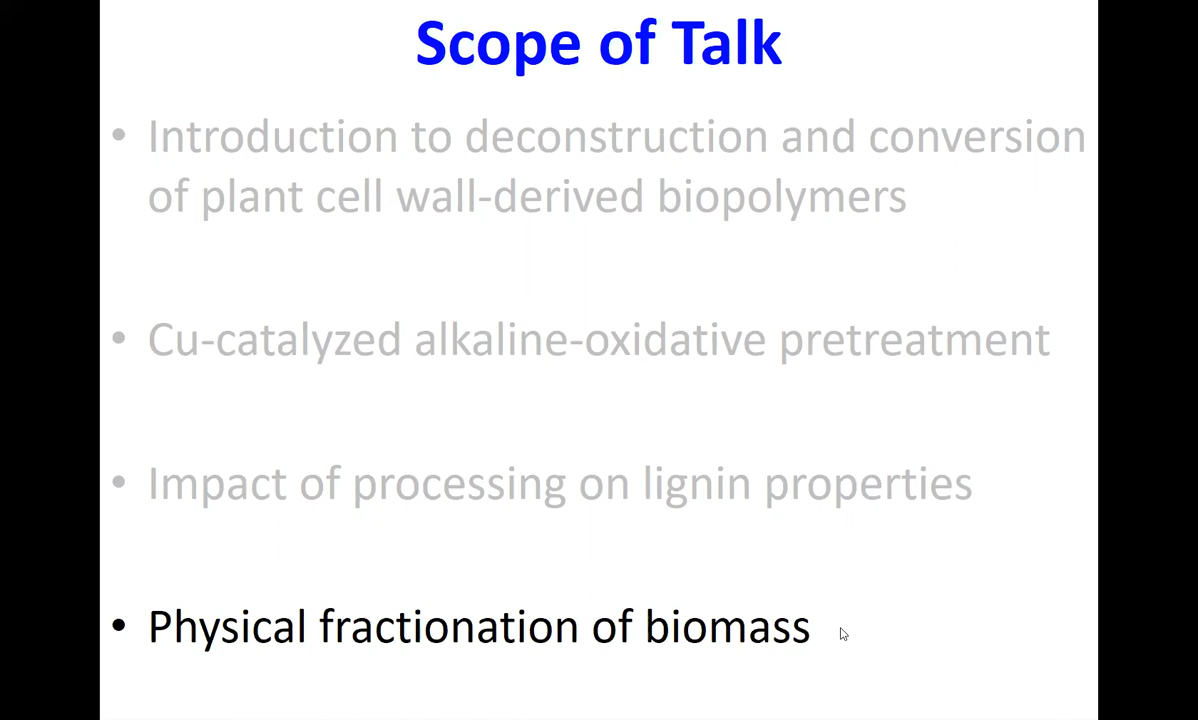 Scope of Talk
• Introduction to deconstruction and conversion
of plant cell wall-derived biopolymers
• Cu-catalyzed alkaline-oxidative pretreatment
• Impact of processing on lignin properties
• Physical fractionation of biomass